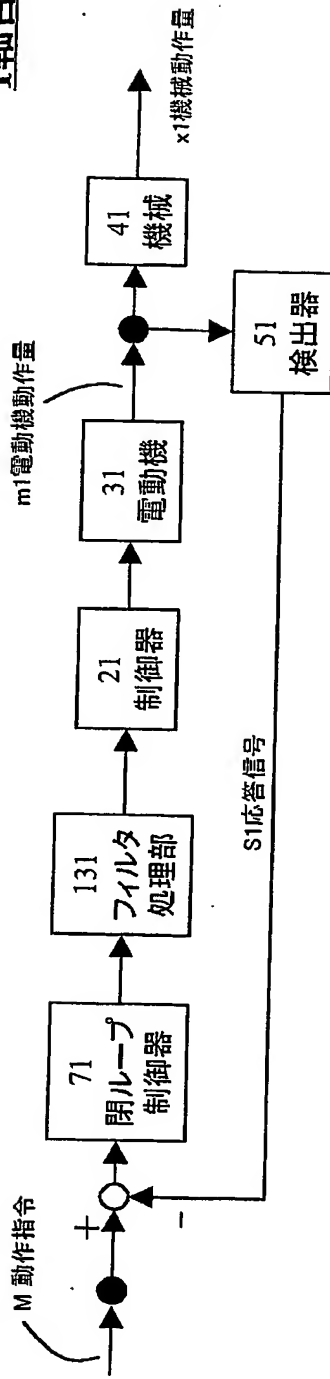 M 動作指令
+
-
71
閉ループ
制御器
131
フィルタ
処理部
21
制御器
31
電動機
m1電動機動作量
41
機械
x1機械動作量
51
検出器
S1応答信号